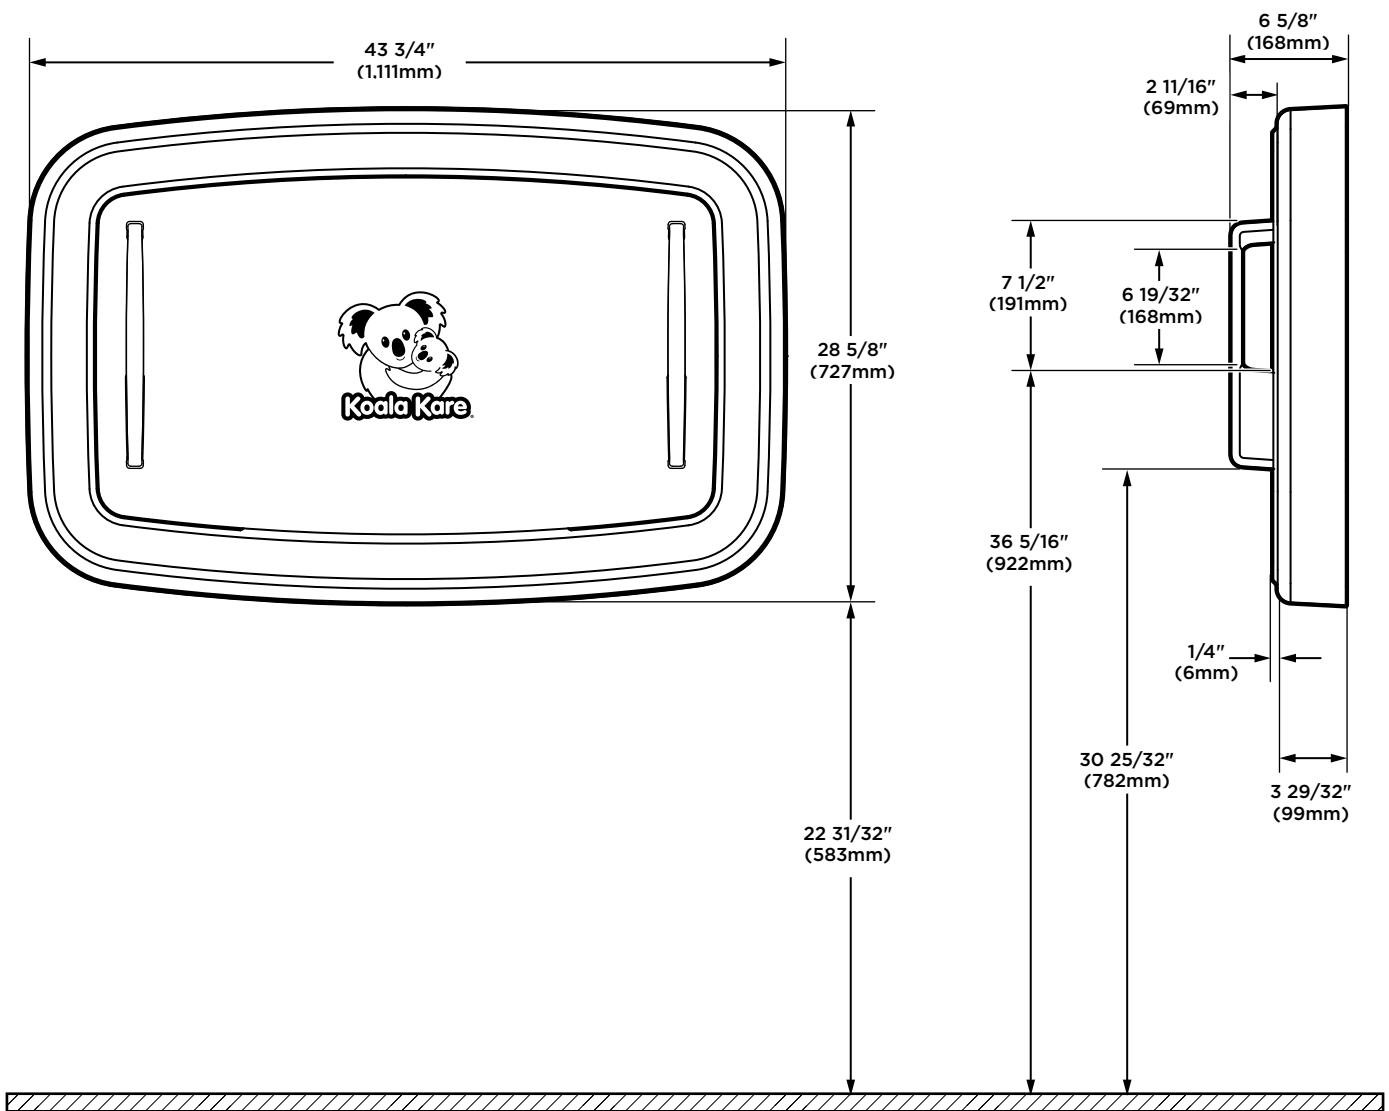 43 3/4"
(1,111mm)
6 5/8"
(168mm)
2 11/16"
(69mm)
7 1/2"
(191mm)
6 19/32"
(168mm)
28 5/8"
(727mm)
Koala Kare
36 5/16"
(922mm)
1/4"
(6mm)
30 25/32"
(782mm)
3 29/32"
(99mm)
22 31/32"
(583mm)